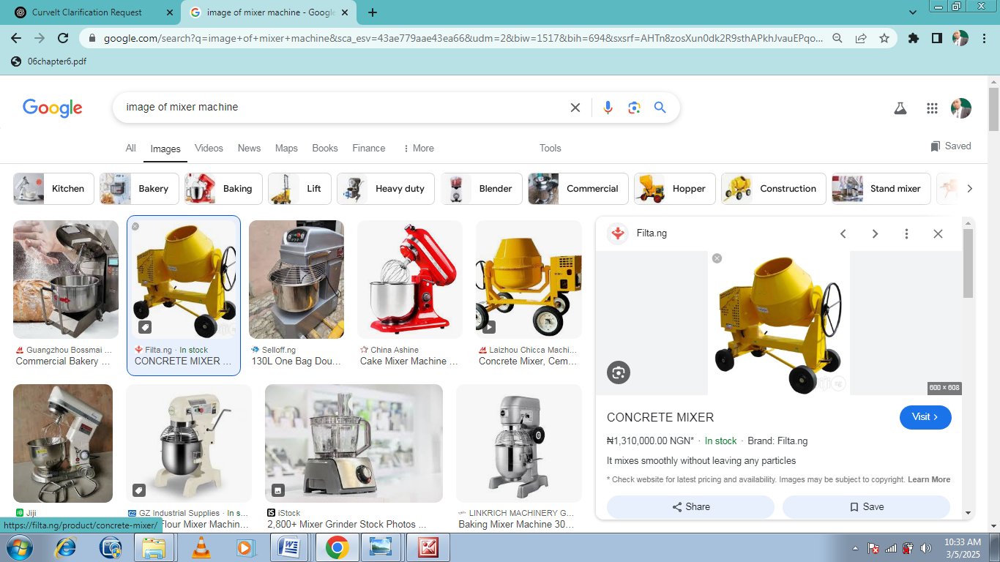 Curvelt Clarification Request
image of mixer machine - Google
google.com/search?q=image+of+mixer+machine&sca_esv=43ae779aae43ea66&udm=2&biw=1517&bih=694&sxsrf=AHTn8zosXun0dk2R9sthAPkhJvauEPqo...
06chapter6.pdf
Google
image of mixer machine
All Images Videos News Maps Books Finance More Tools
Saved
Kitchen Bakery Baking Lift Heavy duty Blender Commercial Hopper Construction Stand mixer
Filta.ng
600 × 608
Guangzhou Bossmai ...
Commercial Bakery ...
Filta.ng · In stock
CONCRETE MIXER ...
Selloff.ng
130L One Bag Dou...
China Ashine
Cake Mixer Machine ...
Laizhou Chicca Machi...
Concrete Mixer, Cem...
CONCRETE MIXER
Visit
₦1,310,000.00 NGN* · In stock · Brand: Filta.ng
It mixes smoothly without leaving any particles
* Check website for latest pricing and availability. Images may be subject to copyright. Learn More
Share
Save
Jiji
GZ Industrial Supplies · In s...
Flour Mixer Machin...
iStock
2,800+ Mixer Grinder Stock Photos ...
LINKRICH MACHINERY G...
Baking Mixer Machine 30...
https://filta.ng/product/concrete-mixer/
10:33 AM
3/5/2025